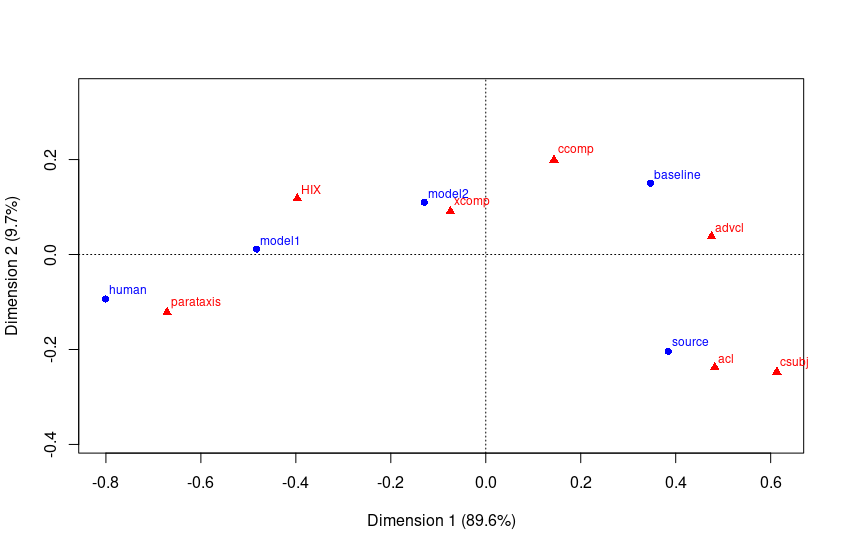 ccomp
baseline
HIX
model2
xcomp
advcl
model1
human
parataxis
source
acl
csubj
0.2
0.0
-0.2
-0.4
Dimension 2 (9.7%)
-0.8
-0.6
-0.4
-0.2
0.0
0.2
0.4
0.6
Dimension 1 (89.6%)